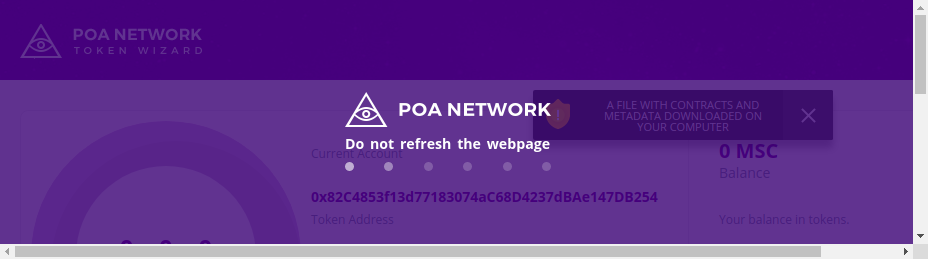 POA NETWORK
TOKEN WIZARD
POA NETWORK
Do not refresh the webpage
A FILE WITH CONTRACTS AND
METADATA DOWNLOADED ON
YOUR COMPUTER
Current Account
0x82C4853f13d77183074aC68D4237dBAe147DB254
Token Address
0 MSC
Balance
Your balance in tokens.